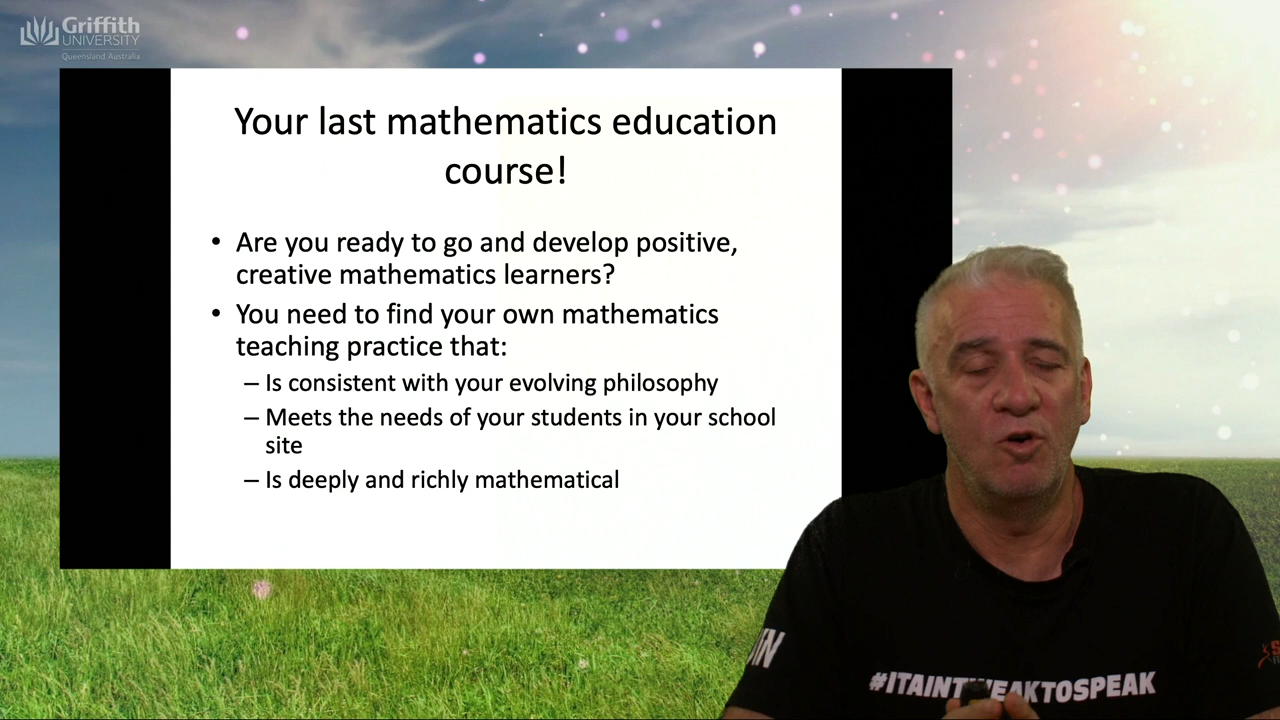 Griffith
UNIVERSITY
Queensland Australia
Your last mathematics education
course!
• Are you ready to go and develop positive,
creative mathematics learners?
• You need to find your own mathematics
teaching practice that:
– Is consistent with your evolving philosophy
– Meets the needs of your students in your school
site
– Is deeply and richly mathematical
#ITAINTWEAKTOSPEAK